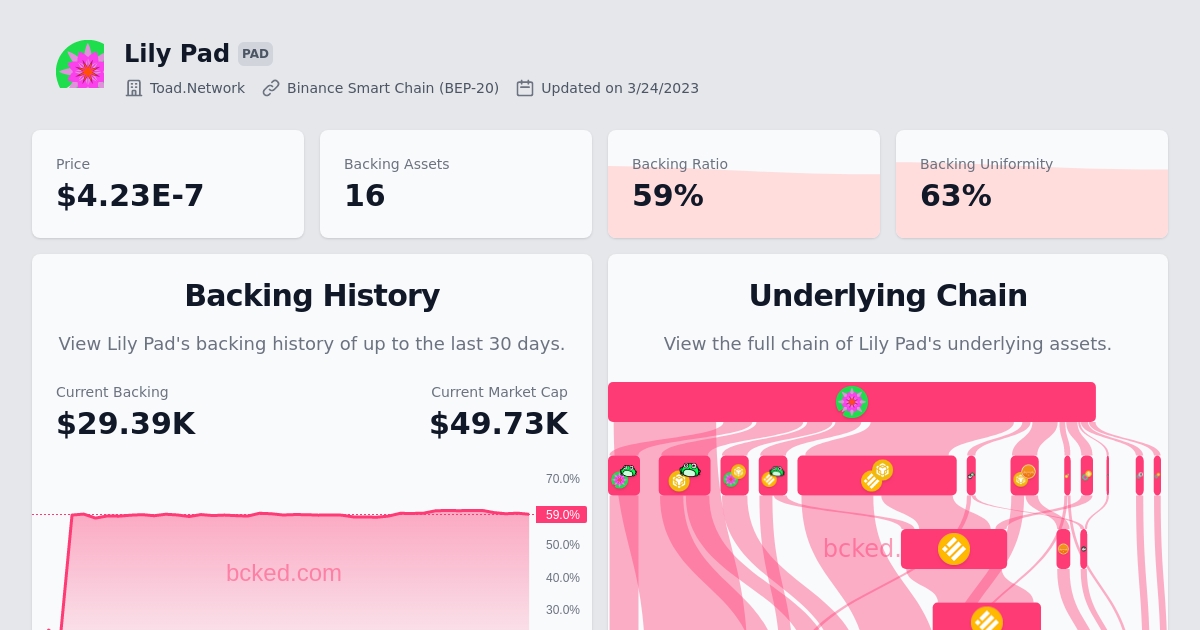 Lily Pad PAD
Toad.Network Binance Smart Chain (BEP-20) Updated on 3/24/2023
Price
$4.23E-7
Backing Assets
16
Backing Ratio
59%
Backing Uniformity
63%
Backing History
View Lily Pad's backing history of up to the last 30 days.
Current Backing
$29.39K
Current Market Cap
$49.73K
70.0%
59.0%
50.0%
40.0%
30.0%
bcked.com
Underlying Chain
View the full chain of Lily Pad's underlying assets.
bcked.